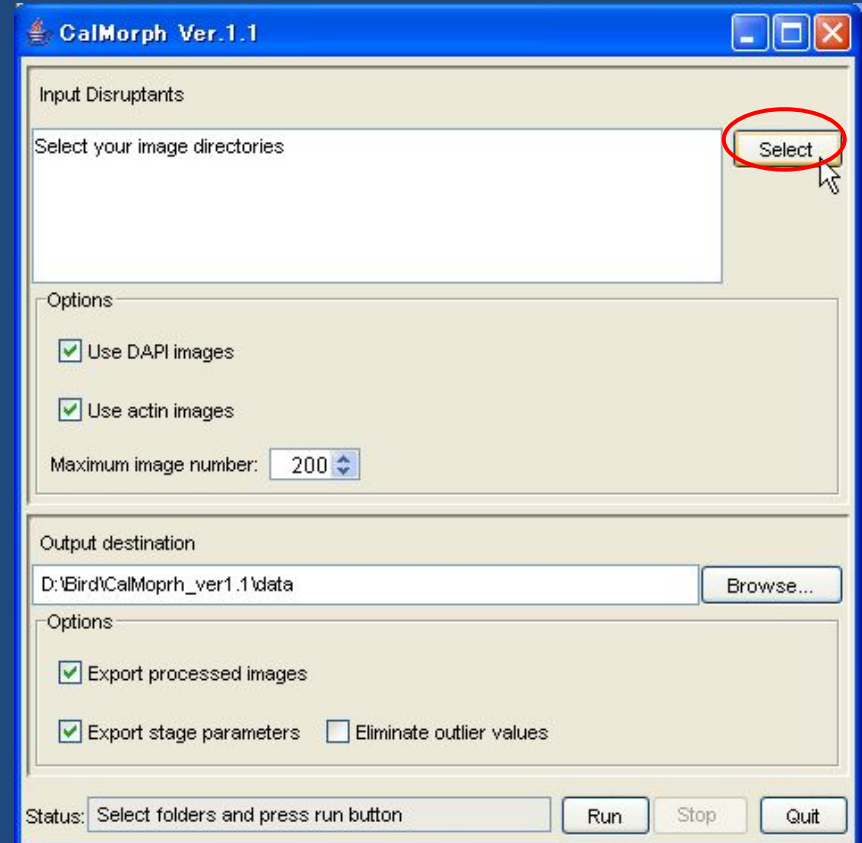 CalMorph Ver.1.1
Input Disruptants
Select your image directories
Select
Options
Use DAPI images
Use actin images
Maximum image number: 200
Output destination
D:\Bird\CalMoprh_ver1.1\data
Browse...
Options
Export processed images
Export stage parameters Eliminate outlier values
Status: Select folders and press run button Run Stop Quit